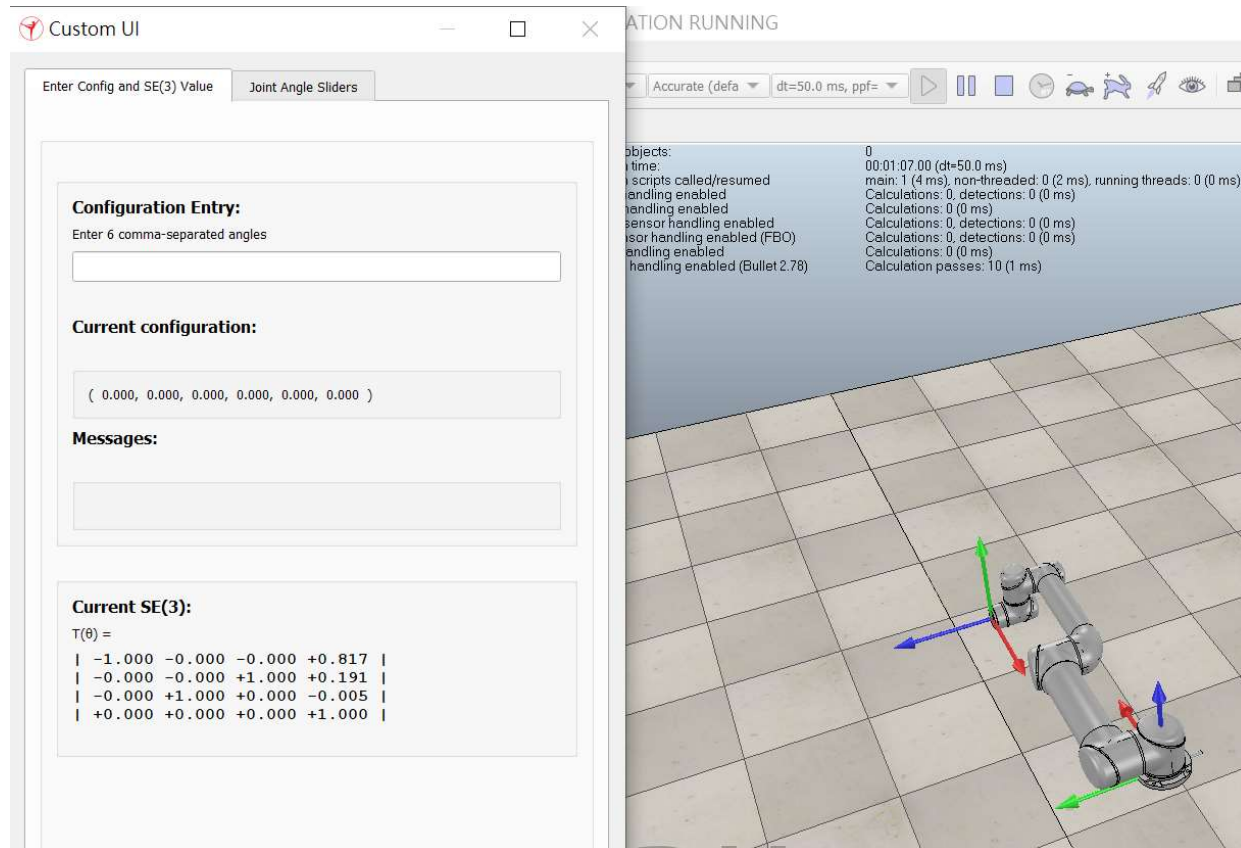 Custom UI
ATION RUNNING
Enter Config and SE(3) Value
Joint Angle Sliders
Accurate (defa
dt=50.0 ms, ppf=
Configuration Entry:
Enter 6 comma-separated angles
Current configuration:
( 0.000, 0.000, 0.000, 0.000, 0.000, 0.000 )
Messages:
Current SE(3):
T(θ) =
| -1.000 -0.000 -0.000 +0.817 |
| -0.000 -0.000 +1.000 +0.191 |
| -0.000 +1.000 +0.000 -0.005 |
| +0.000 +0.000 +0.000 +1.000 |
objects: 0
time: 00:01:07.00 (dt=50.0 ms)
scripts called/resumed main: 1 (4 ms), non-threaded: 0 (2 ms), running threads: 0 (0 ms)
andling enabled Calculations: 0, detections: 0 (0 ms)
andling enabled Calculations: 0 (0 ms)
sensor handling enabled Calculations: 0, detections: 0 (0 ms)
sor handling enabled (FBO) Calculations: 0, detections: 0 (0 ms)
andling enabled Calculations: 0 (0 ms)
handling enabled (Bullet 2.78) Calculation passes: 10 (1 ms)